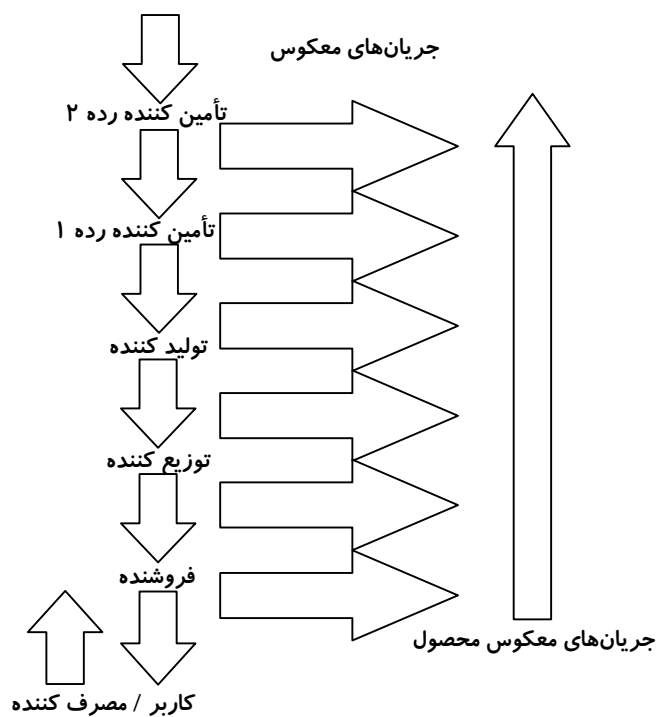 جریان‌های معکوس
تأمین کننده رده ۲
تأمین کننده رده ۱
تولید کننده
توزیع کننده
فروشنده
جریان‌های معکوس محصول
کاربر / مصرف کننده